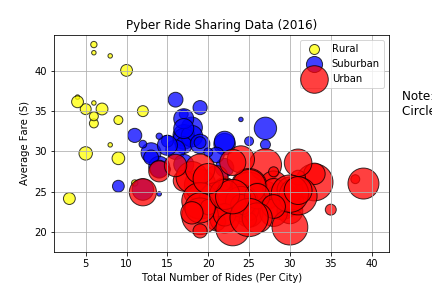 Pyber Ride Sharing Data (2016)
Rural
Suburban
Urban
Note:
Circle
Average Fare ($)
40
35
30
25
20
5 10 15 20 25 30 35 40
Total Number of Rides (Per City)